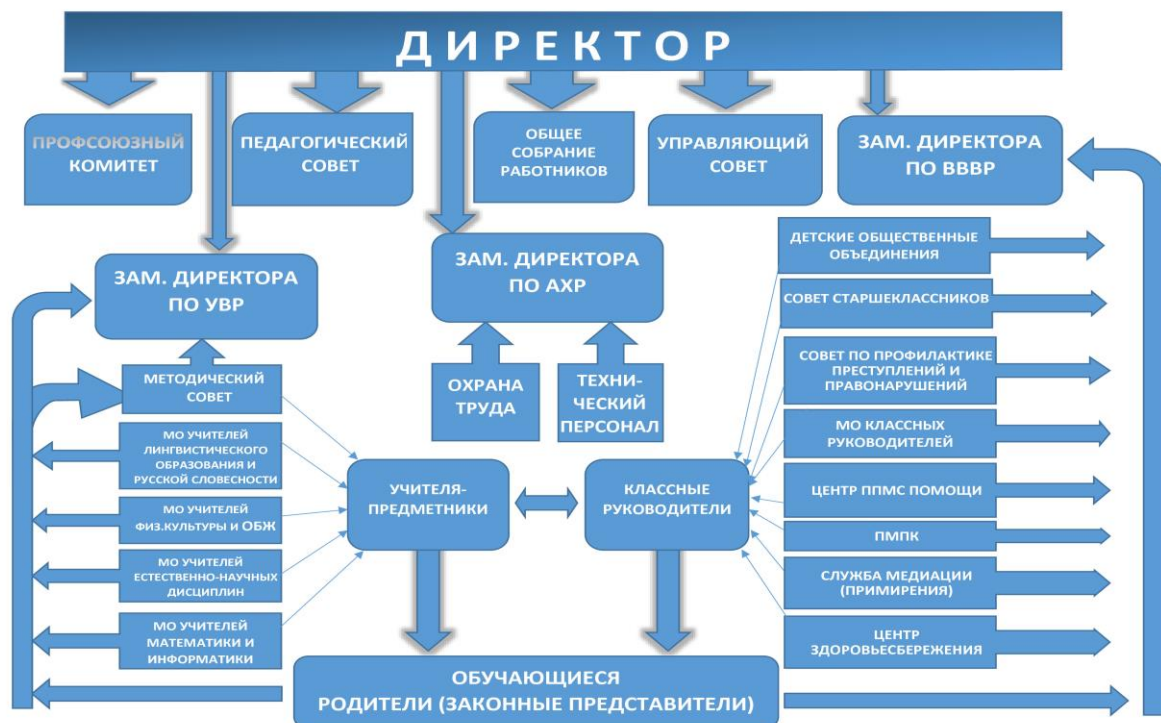 ДИРЕКТОР
ПРОФСОЮЗНЫЙ
КОМИТЕТ
ПЕДАГОГИЧЕСКИЙ
СОВЕТ
ОБЩЕЕ
СОБРАНИЕ
РАБОТНИКОВ
УПРАВЛЯЮЩИЙ
СОВЕТ
ЗАМ. ДИРЕКТОРА
ПО ВВВР
ЗАМ. ДИРЕКТОРА
ПО УВР
ЗАМ. ДИРЕКТОРА
ПО АХР
МЕТОДИЧЕСКИЙ
СОВЕТ
МО УЧИТЕЛЕЙ
ЛИНГВИСТИЧЕСКОГО
ОБРАЗОВАНИЯ И
РУССКОЙ СЛОВЕСНОСТИ
МО УЧИТЕЛЕЙ
ФИЗ.КУЛЬТУРЫ и ОБЖ
МО УЧИТЕЛЕЙ
ЕСТЕСТВЕННО-НАУЧНЫХ
ДИСЦИПЛИН
МО УЧИТЕЛЕЙ
МАТЕМАТИКИ И
ИНФОРМАТИКИ
ОХРАНА
ТРУДА
ТЕХНИ-
ЧЕСКИЙ
ПЕРСОНАЛ
УЧИТЕЛЯ-
ПРЕДМЕТНИКИ
КЛАССНЫЕ
РУКОВОДИТЕЛИ
ДЕТСКИЕ ОБЩЕСТВЕННЫЕ
ОБЪЕДИНЕНИЯ
СОВЕТ СТАРШЕКЛАССНИКОВ
СОВЕТ ПО ПРОФИЛАКТИКЕ
ПРЕСТУПЛЕНИЙ И
ПРАВОНАРУШЕНИЙ
МО КЛАССНЫХ
РУКОВОДИТЕЛЕЙ
ЦЕНТР ППМС ПОМОЩИ
ПМПК
СЛУЖБА МЕДИАЦИИ
(ПРИМИРЕНИЯ)
ЦЕНТР
ЗДОРОВЬЕСБЕРЕЖЕНИЯ
ОБУЧАЮЩИЕСЯ
РОДИТЕЛИ (ЗАКОННЫЕ ПРЕДСТАВИТЕЛИ)